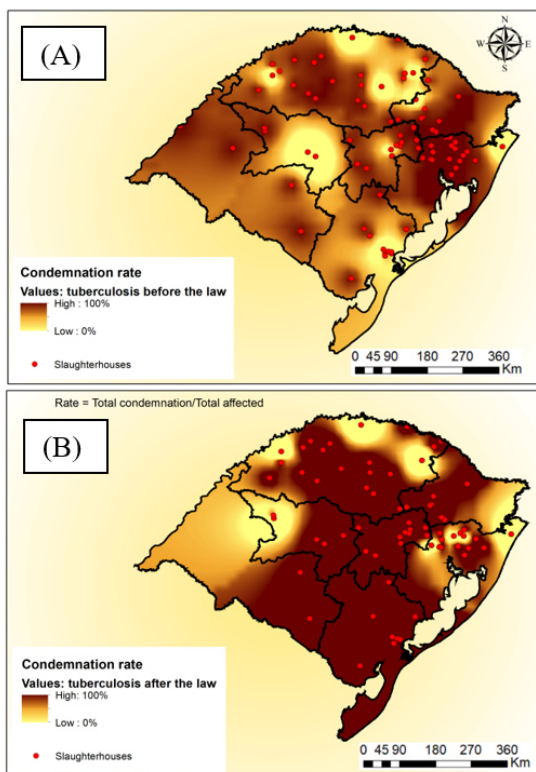 (A)
N
W E
S
Condemnation rate
Values: tuberculosis before the law
High : 100%
Low : 0%
Slaughterhouses
0 45 90 180 270 360
Km
Rate = Total condemnation/Total affected
(B)
Condemnation rate
Values: tuberculosis after the law
High: 100%
Low : 0%
Slaughterhouses
0 45 90 180 270 360
Km